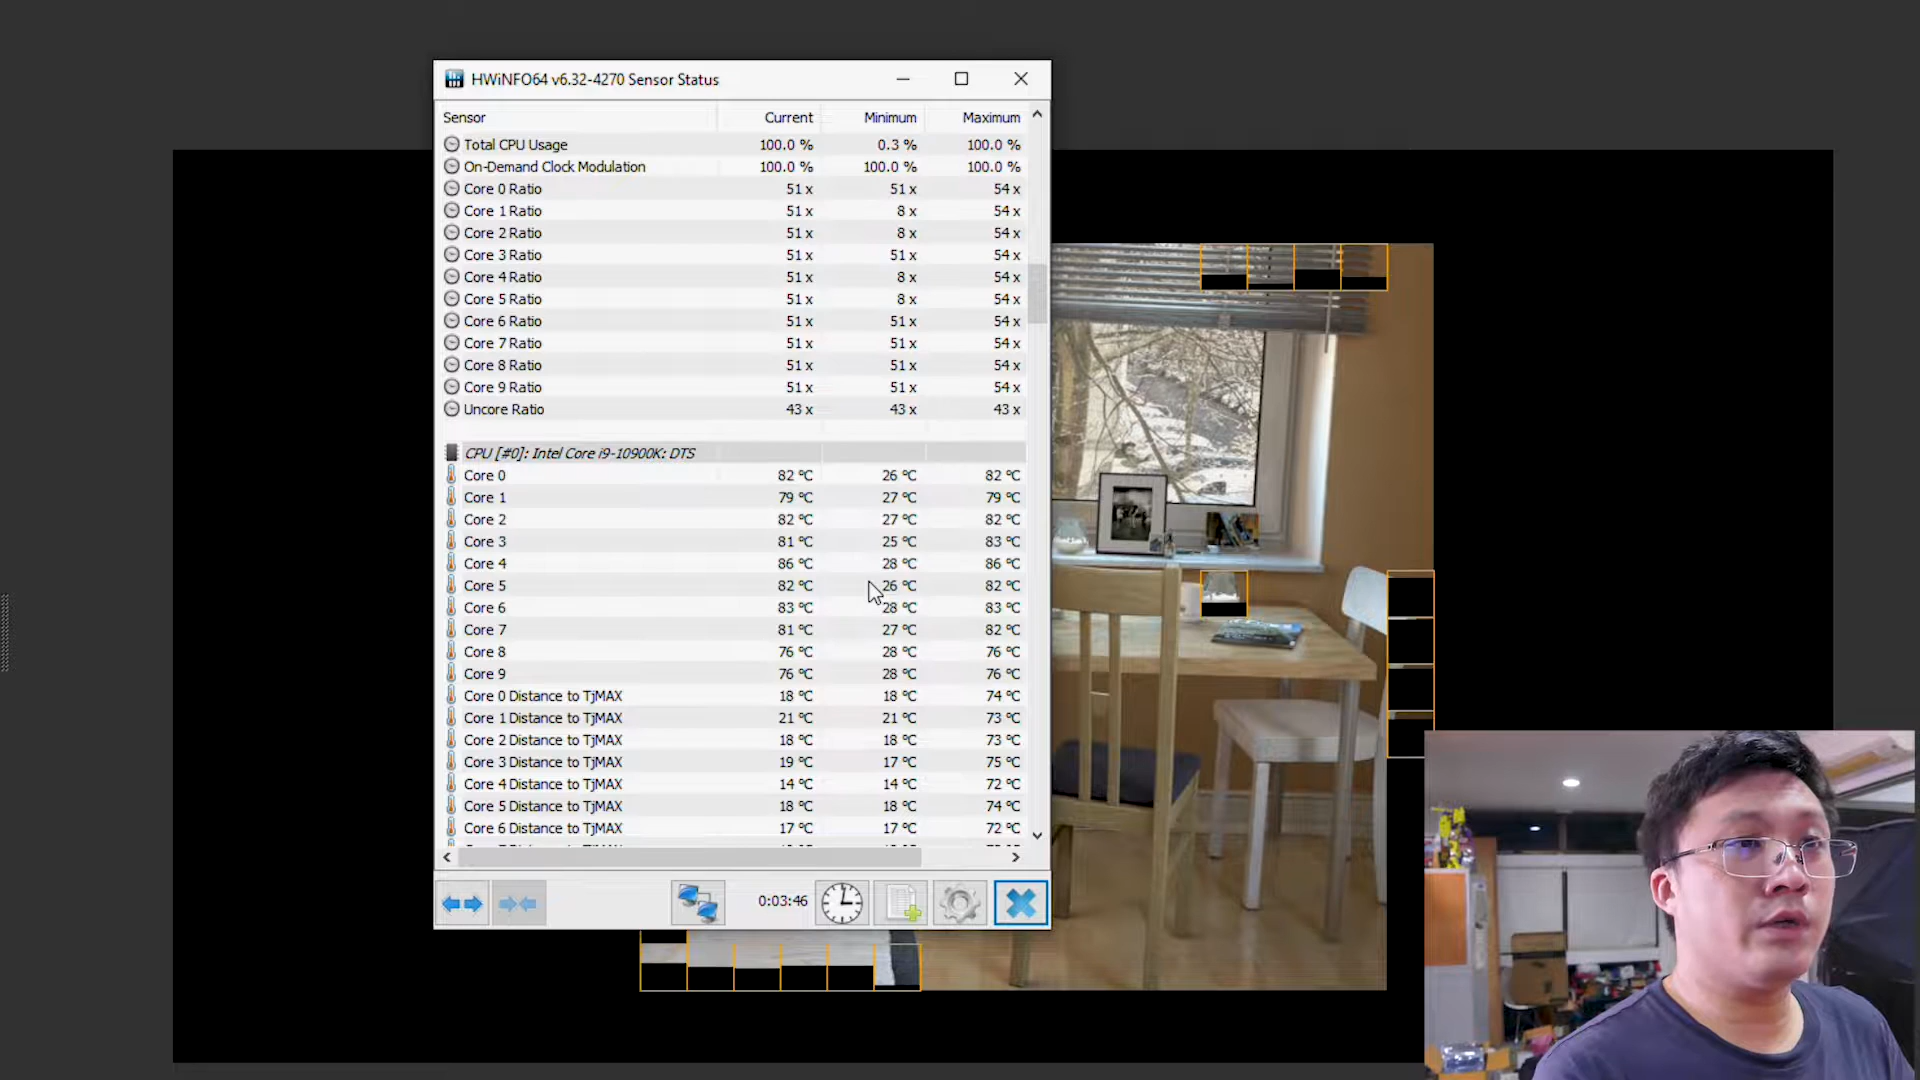 HWiNFO64 v6.32-4270 Sensor Status
Sensor Current Minimum Maximum
Total CPU Usage 100.0 % 0.3 % 100.0 %
On-Demand Clock Modulation 100.0 % 100.0 % 100.0 %
Core 0 Ratio 51 x 51 x 54 x
Core 1 Ratio 51 x 8 x 54 x
Core 2 Ratio 51 x 8 x 54 x
Core 3 Ratio 51 x 51 x 54 x
Core 4 Ratio 51 x 8 x 54 x
Core 5 Ratio 51 x 8 x 54 x
Core 6 Ratio 51 x 51 x 54 x
Core 7 Ratio 51 x 51 x 54 x
Core 8 Ratio 51 x 51 x 54 x
Core 9 Ratio 51 x 51 x 54 x
Uncore Ratio 43 x 43 x 43 x
CPU [#0]: Intel Core i9-10900K: DTS
Core 0 82 °C 26 °C 82 °C
Core 1 79 °C 27 °C 79 °C
Core 2 82 °C 27 °C 82 °C
Core 3 81 °C 25 °C 83 °C
Core 4 86 °C 28 °C 86 °C
Core 5 82 °C 26 °C 82 °C
Core 6 83 °C 28 °C 83 °C
Core 7 81 °C 27 °C 82 °C
Core 8 76 °C 28 °C 76 °C
Core 9 76 °C 28 °C 76 °C
Core 0 Distance to TjMAX 18 °C 18 °C 74 °C
Core 1 Distance to TjMAX 21 °C 21 °C 73 °C
Core 2 Distance to TjMAX 18 °C 18 °C 73 °C
Core 3 Distance to TjMAX 19 °C 17 °C 75 °C
Core 4 Distance to TjMAX 14 °C 14 °C 72 °C
Core 5 Distance to TjMAX 18 °C 18 °C 74 °C
Core 6 Distance to TjMAX 17 °C 17 °C 72 °C
0:03:46